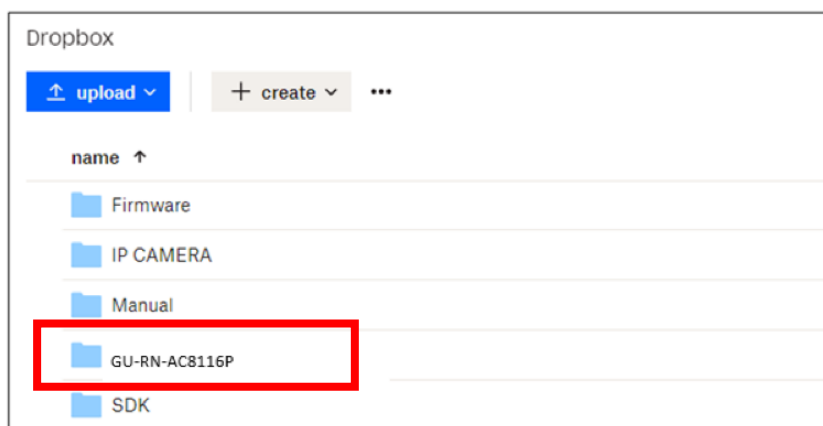 Dropbox
upload
+ create
•••
name ↑
Firmware
IP CAMERA
Manual
GU-RN-AC8116P
SDK